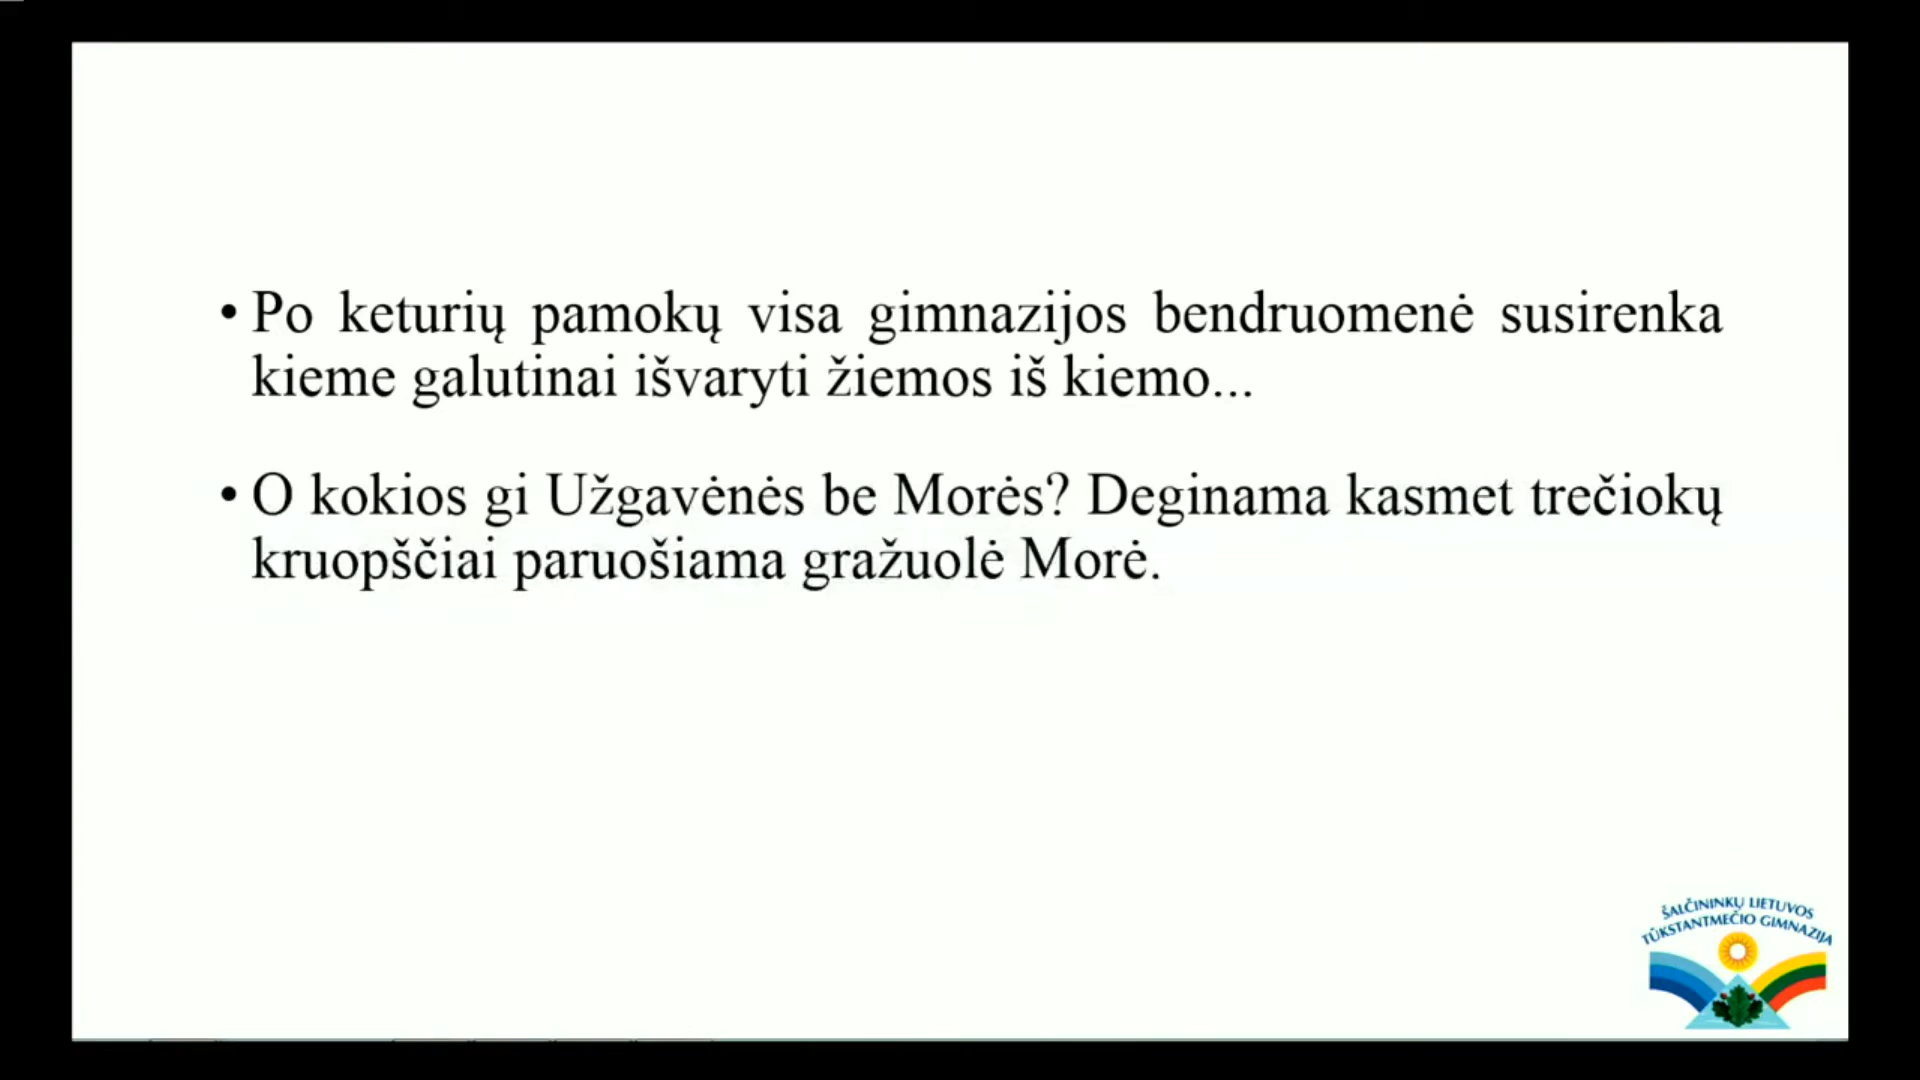 • Po keturių pamokų visa gimnazijos bendruomenė susirenka
kieme galutinai išvaryti žiemos iš kiemo...
• O kokios gi Užgavėnės be Morės? Deginama kasmet trečiokų
kruopščiai paruošiama gražuolė Morė.
ŠALČININKŲ LIETUVOS
TŪKSTANTMEČIO GIMNAZIJA